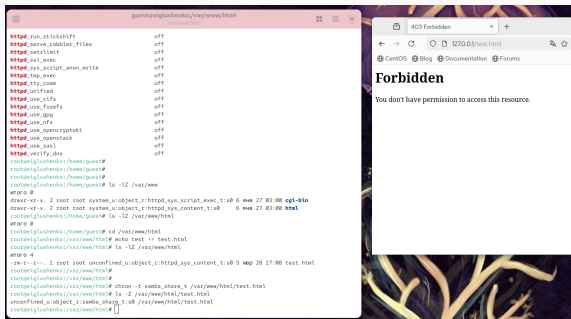 guest@eiglushenko:/var/www/html
/var/www/html
httpd_run_stickshift off
httpd_serve_cobbler_files off
httpd_setrlimit off
httpd_ssi_exec off
httpd_sys_script_anon_write off
httpd_tmp_exec off
httpd_tty_comm off
httpd_unified off
httpd_use_cifs off
httpd_use_fusefs off
httpd_use_gpg off
httpd_use_nfs off
httpd_use_opencryptoki off
httpd_use_openstack off
httpd_use_sasl off
httpd_verify_dns off
root@eiglushenko:/home/guest#
root@eiglushenko:/home/guest#
root@eiglushenko:/home/guest# ls -lZ /var/www
итого 0
drwxr-xr-x. 2 root root system_u:object_r:httpd_sys_script_exec_t:s0 6 янв 27 03:00 cgi-bin
drwxr-xr-x. 2 root root system_u:object_r:httpd_sys_content_t:s0 6 янв 27 03:00 html
root@eiglushenko:/home/guest# ls -lZ /var/www/html
итого 0
root@eiglushenko:/home/guest# cd /var/www/html
root@eiglushenko:/var/www/html# echo test >> test.html
root@eiglushenko:/var/www/html# ls -lZ /var/www/html
итого 4
-rw-r--r--. 1 root root unconfined_u:object_r:httpd_sys_content_t:s0 5 мар 28 17:08 test.html
root@eiglushenko:/var/www/html#
root@eiglushenko:/var/www/html#
root@eiglushenko:/var/www/html# chcon -t samba_share_t /var/www/html/test.html
root@eiglushenko:/var/www/html# ls -Z /var/www/html/test.html
unconfined_u:object_r:samba_share_t:s0 /var/www/html/test.html
root@eiglushenko:/var/www/html#
403 Forbidden
127.0.0.1/test.html
CentOS Blog Documentation Forums
Forbidden
You don't have permission to access this resource.